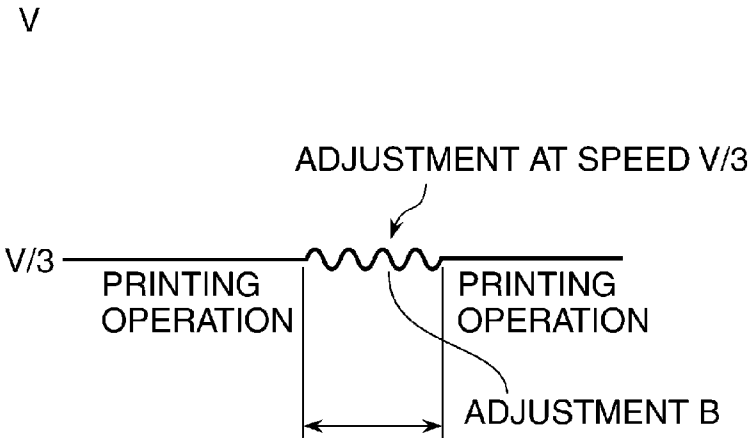 V
ADJUSTMENT AT SPEED V/3
V/3
PRINTING
OPERATION
PRINTING
OPERATION
ADJUSTMENT B